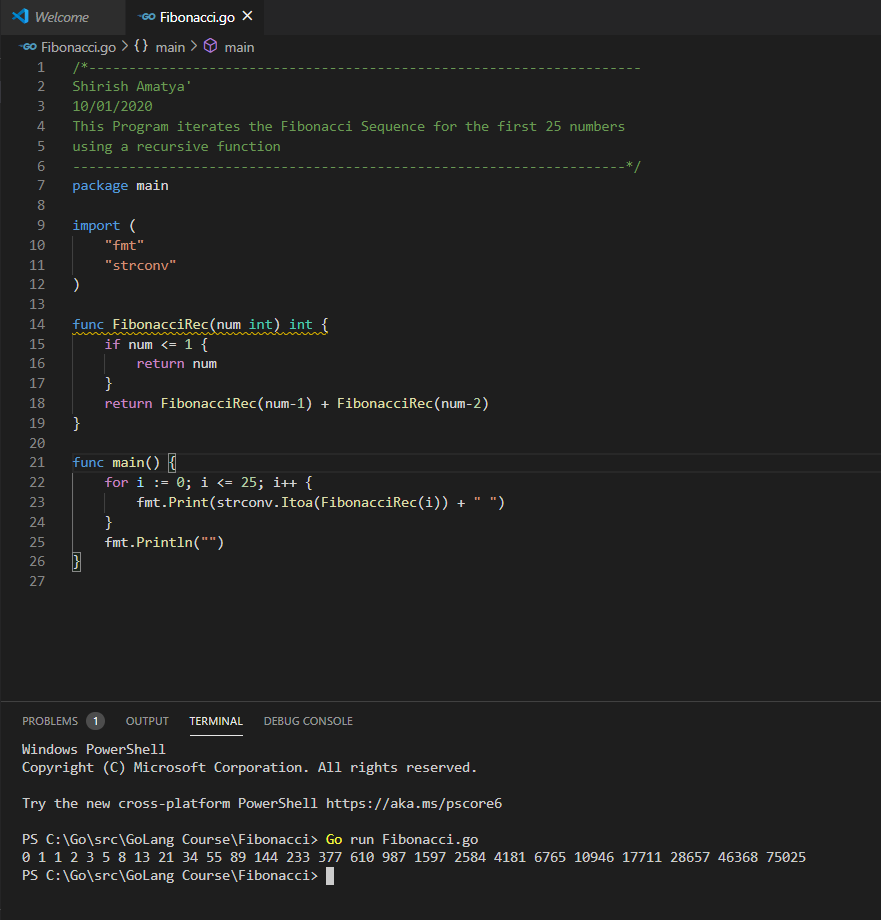 Welcome Fibonacci.go ×
Fibonacci.go > {} main > main
1 /*---------------------------------------------------------------------
2 Shirish Amatya'
3 10/01/2020
4 This Program iterates the Fibonacci Sequence for the first 25 numbers
5 using a recursive function
6 ---------------------------------------------------------------------*/
7 package main
8
9 import (
10     "fmt"
11     "strconv"
12 )
13
14 func FibonacciRec(num int) int {
15     if num <= 1 {
16         return num
17     }
18     return FibonacciRec(num-1) + FibonacciRec(num-2)
19 }
20
21 func main() {
22     for i := 0; i <= 25; i++ {
23         fmt.Print(strconv.Itoa(FibonacciRec(i)) + " ")
24     }
25     fmt.Println("")
26 }
27
PROBLEMS 1 OUTPUT TERMINAL DEBUG CONSOLE
Windows PowerShell
Copyright (C) Microsoft Corporation. All rights reserved.
Try the new cross-platform PowerShell https://aka.ms/pscore6
PS C:\Go\src\GoLang Course\Fibonacci> Go run Fibonacci.go
0 1 1 2 3 5 8 13 21 34 55 89 144 233 377 610 987 1597 2584 4181 6765 10946 17711 28657 46368 75025
PS C:\Go\src\GoLang Course\Fibonacci>